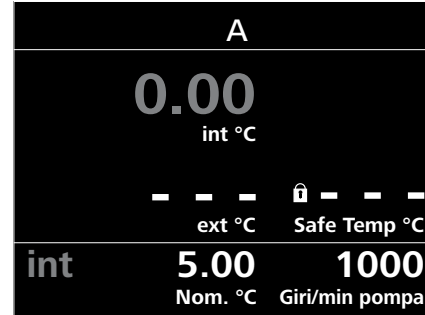 A
0.00
int °C
- - - - - -
ext °C Safe Temp °C
int 5.00 1000
Nom. °C Giri/min pompa